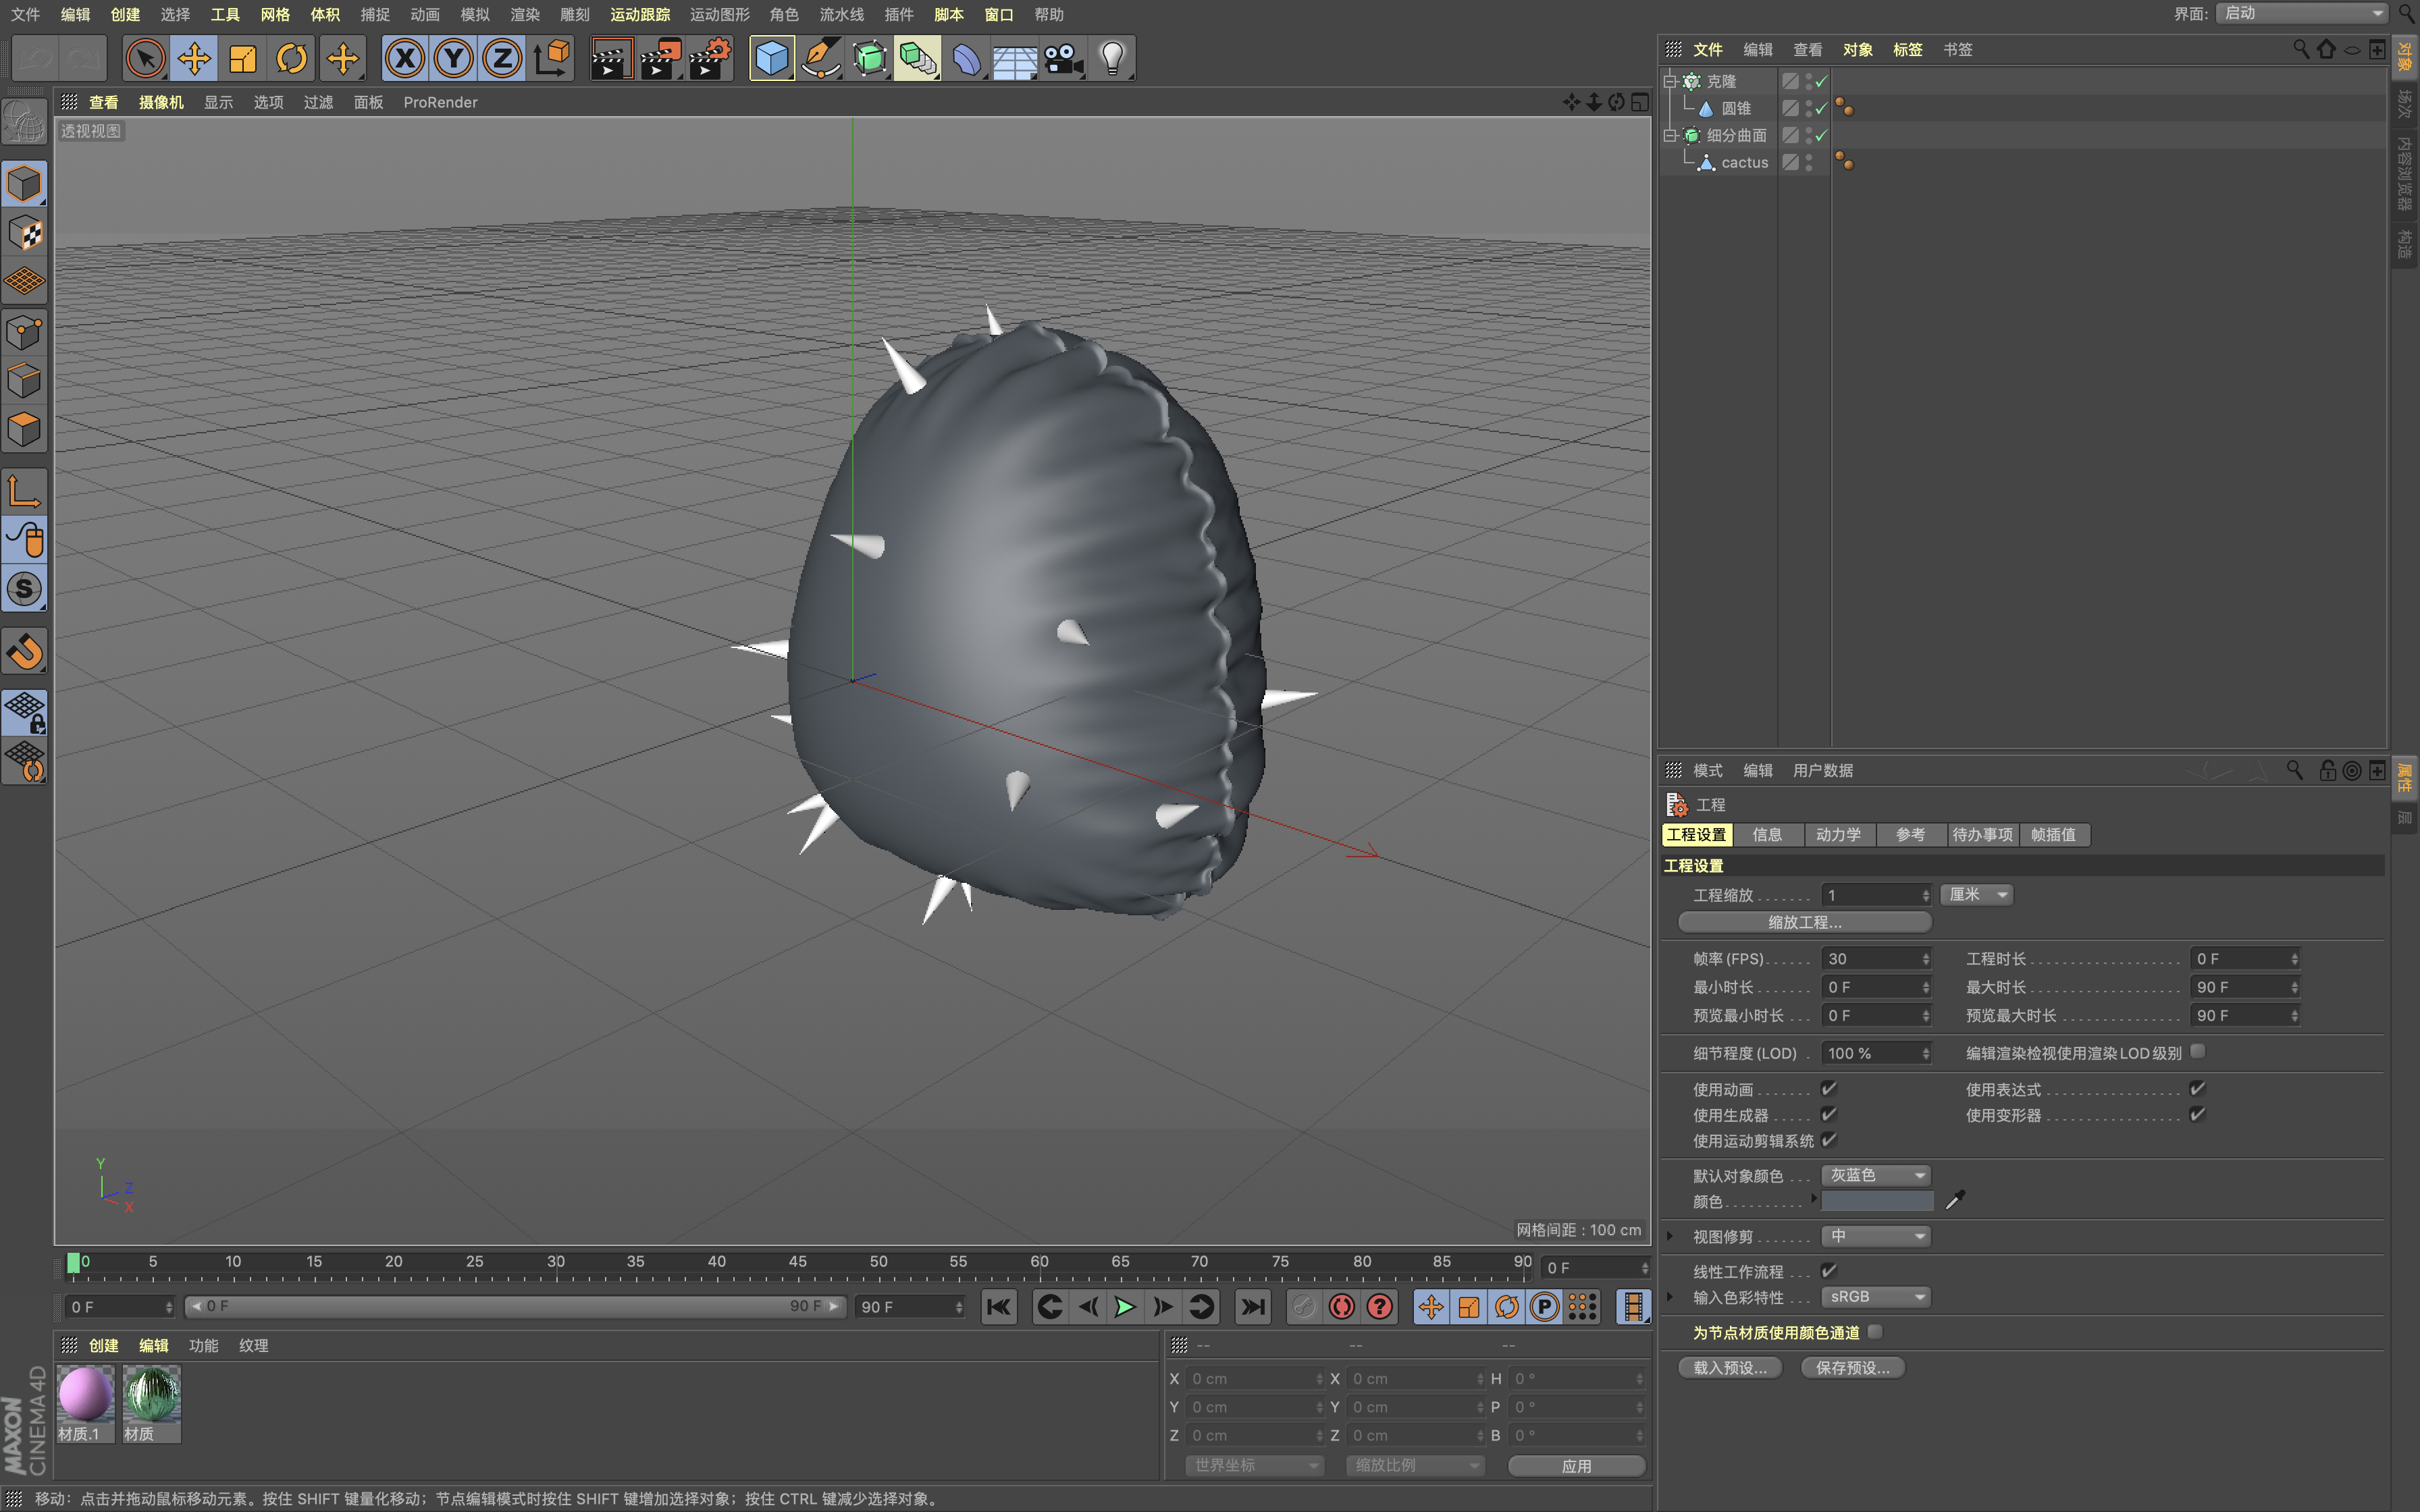 文件 编辑 创建 选择 工具 网格 体积 捕捉 动画 模拟 渲染 雕刻 运动跟踪 运动图形 角色 流水线 插件 脚本 窗口 帮助 界面: 启动
文件 编辑 查看 对象 标签 书签
查看 摄像机 显示 选项 过滤 面板 ProRender
透视视图
克隆
圆锥
细分曲面
cactus
对象
场次
内容浏览器
构造
模式 编辑 用户数据
属性
层
工程
工程设置 信息 动力学 参考 待办事项 帧插值
工程设置
工程缩放 . . . . . . . 1 厘米
缩放工程...
帧率 (FPS) . . . . . . 30 工程时长 . . . . . . . . . . . . . . . . . . 0 F
最小时长 . . . . . . . 0 F 最大时长 . . . . . . . . . . . . . . . . . . 90 F
预览最小时长 . . . 0 F 预览最大时长 . . . . . . . . . . . . . . 90 F
细节程度 (LOD) . 100 % 编辑渲染检视使用渲染 LOD 级别
使用动画 . . . . . . . 使用表达式 . . . . . . . . . . . . . . . .
使用生成器 . . . . . 使用变形器 . . . . . . . . . . . . . . . .
使用运动剪辑系统
默认对象颜色 . . . 灰蓝色
颜色 . . . . . . . . . .
视图修剪 . . . . . . . 中
线性工作流程 . . .
输入色彩特性 . . . sRGB
为节点材质使用颜色通道
载入预设... 保存预设...
Y
Z
X
网格间距 : 100 cm
0 5 10 15 20 25 30 35 40 45 50 55 60 65 70 75 80 85 90 0 F
0 F 0 F 90 F 90 F
创建 编辑 功能 纹理
-- -- --
材质.1 材质
X 0 cm X 0 cm H 0 °
Y 0 cm Y 0 cm P 0 °
Z 0 cm Z 0 cm B 0 °
世界坐标 缩放比例 应用
MAXON
CINEMA 4D
移动：点击并拖动鼠标移动元素。按住 SHIFT 键量化移动；节点编辑模式时按住 SHIFT 键增加选择对象；按住 CTRL 键减少选择对象。